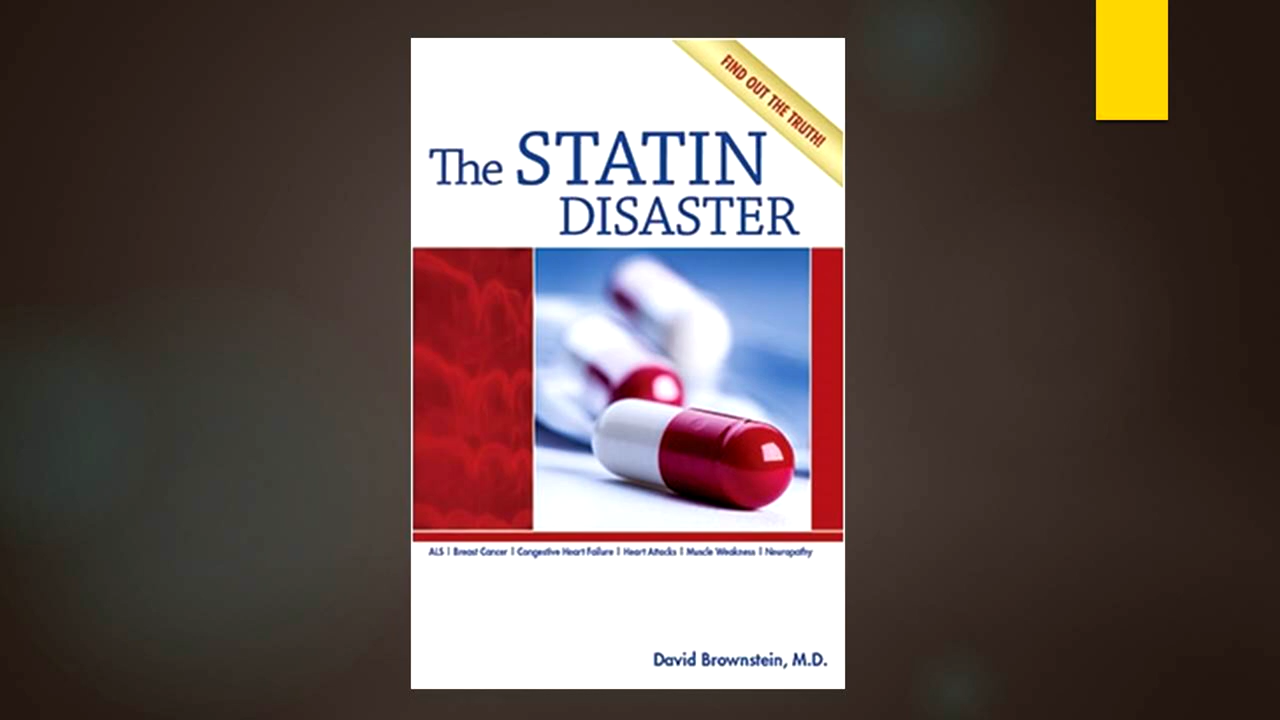 FIND OUT THE TRUTH!
The STATIN
DISASTER
ALS | Breast Cancer | Congestive Heart Failure | Heart Attacks | Muscle Weakness | Neuropathy
David Brownstein, M.D.